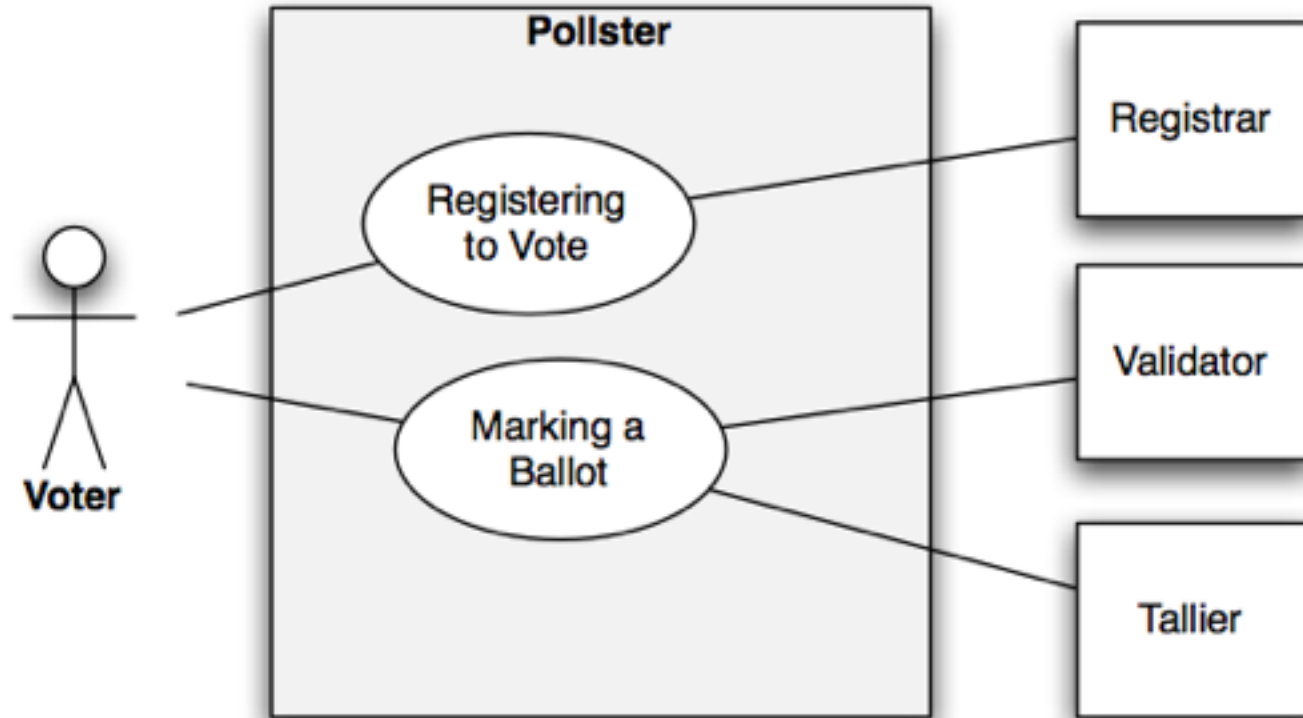 Pollster
Registering
to Vote
Marking a
Ballot
Voter
Registrar
Validator
Tallier